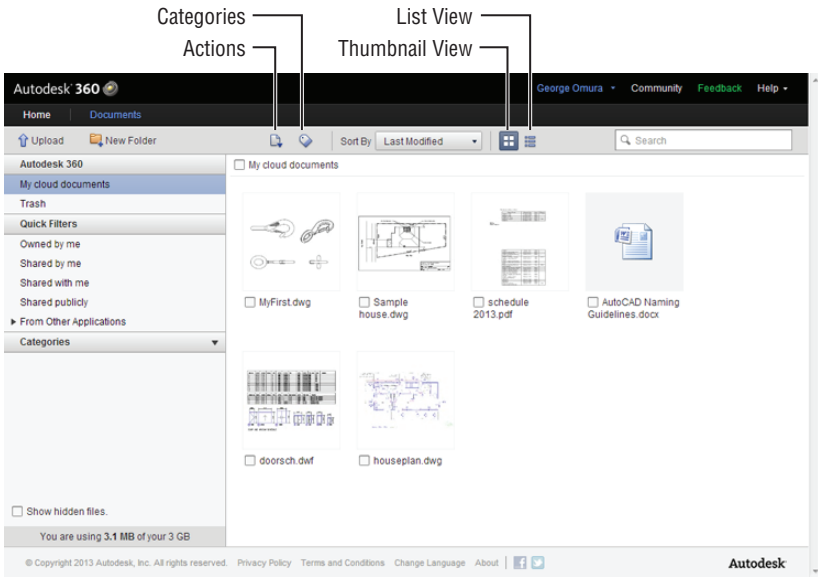 Categories
List View
Actions
Thumbnail View
Autodesk® 360
George Omura
Community
Feedback
Help
Home
Documents
Upload
New Folder
Sort By
Last Modified
Search
Autodesk 360
My cloud documents
My cloud documents
Trash
Quick Filters
Owned by me
Shared by me
Shared with me
Shared publicly
From Other Applications
Categories
MyFirst.dwg
Sample
house.dwg
schedule
2013.pdf
AutoCAD Naming
Guidelines.docx
doorsch.dwf
houseplan.dwg
Show hidden files.
You are using 3.1 MB of your 3 GB
© Copyright 2013 Autodesk, Inc. All rights reserved.
Privacy Policy
Terms and Conditions
Change Language
About
Autodesk